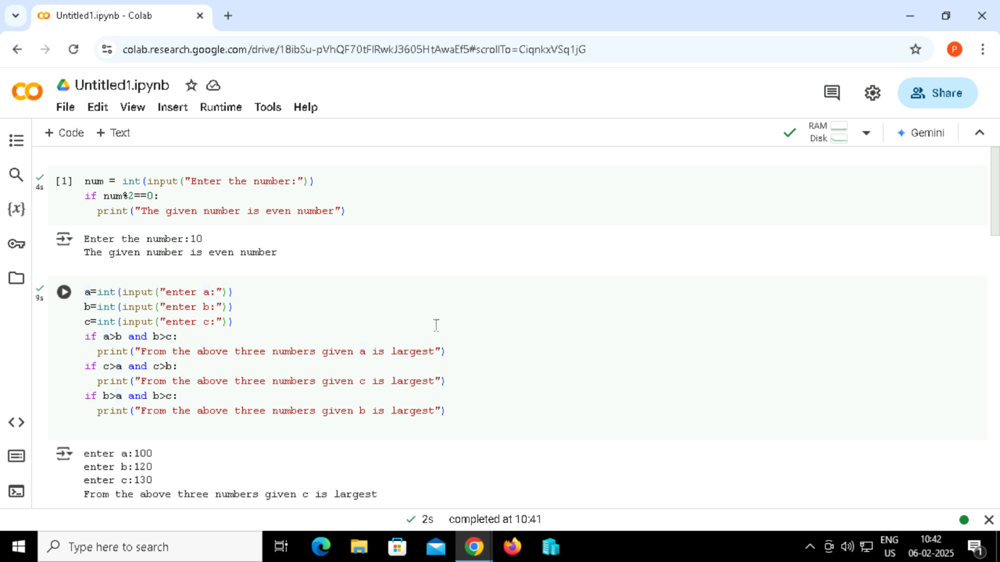 Untitled1.ipynb - Colab
colab.research.google.com/drive/18ibSu-pVhQF70tFlRwkJ3605HtAwaEf5#scrollTo=CiqnkxVSq1jG
P
Untitled1.ipynb
Share
File Edit View Insert Runtime Tools Help
+ Code + Text
RAM
Disk
Gemini
[1] num = int(input("Enter the number:"))
4s
if num%2==0:
print("The given number is even number")
Enter the number:10
The given number is even number
a=int(input("enter a:"))
9s
b=int(input("enter b:"))
c=int(input("enter c:"))
if a>b and b>c:
print("From the above three numbers given a is largest")
if c>a and c>b:
print("From the above three numbers given c is largest")
if b>a and b>c:
print("From the above three numbers given b is largest")
enter a:100
enter b:120
enter c:130
From the above three numbers given c is largest
2s completed at 10:41
Type here to search
ENG
US
10:42
06-02-2025
1